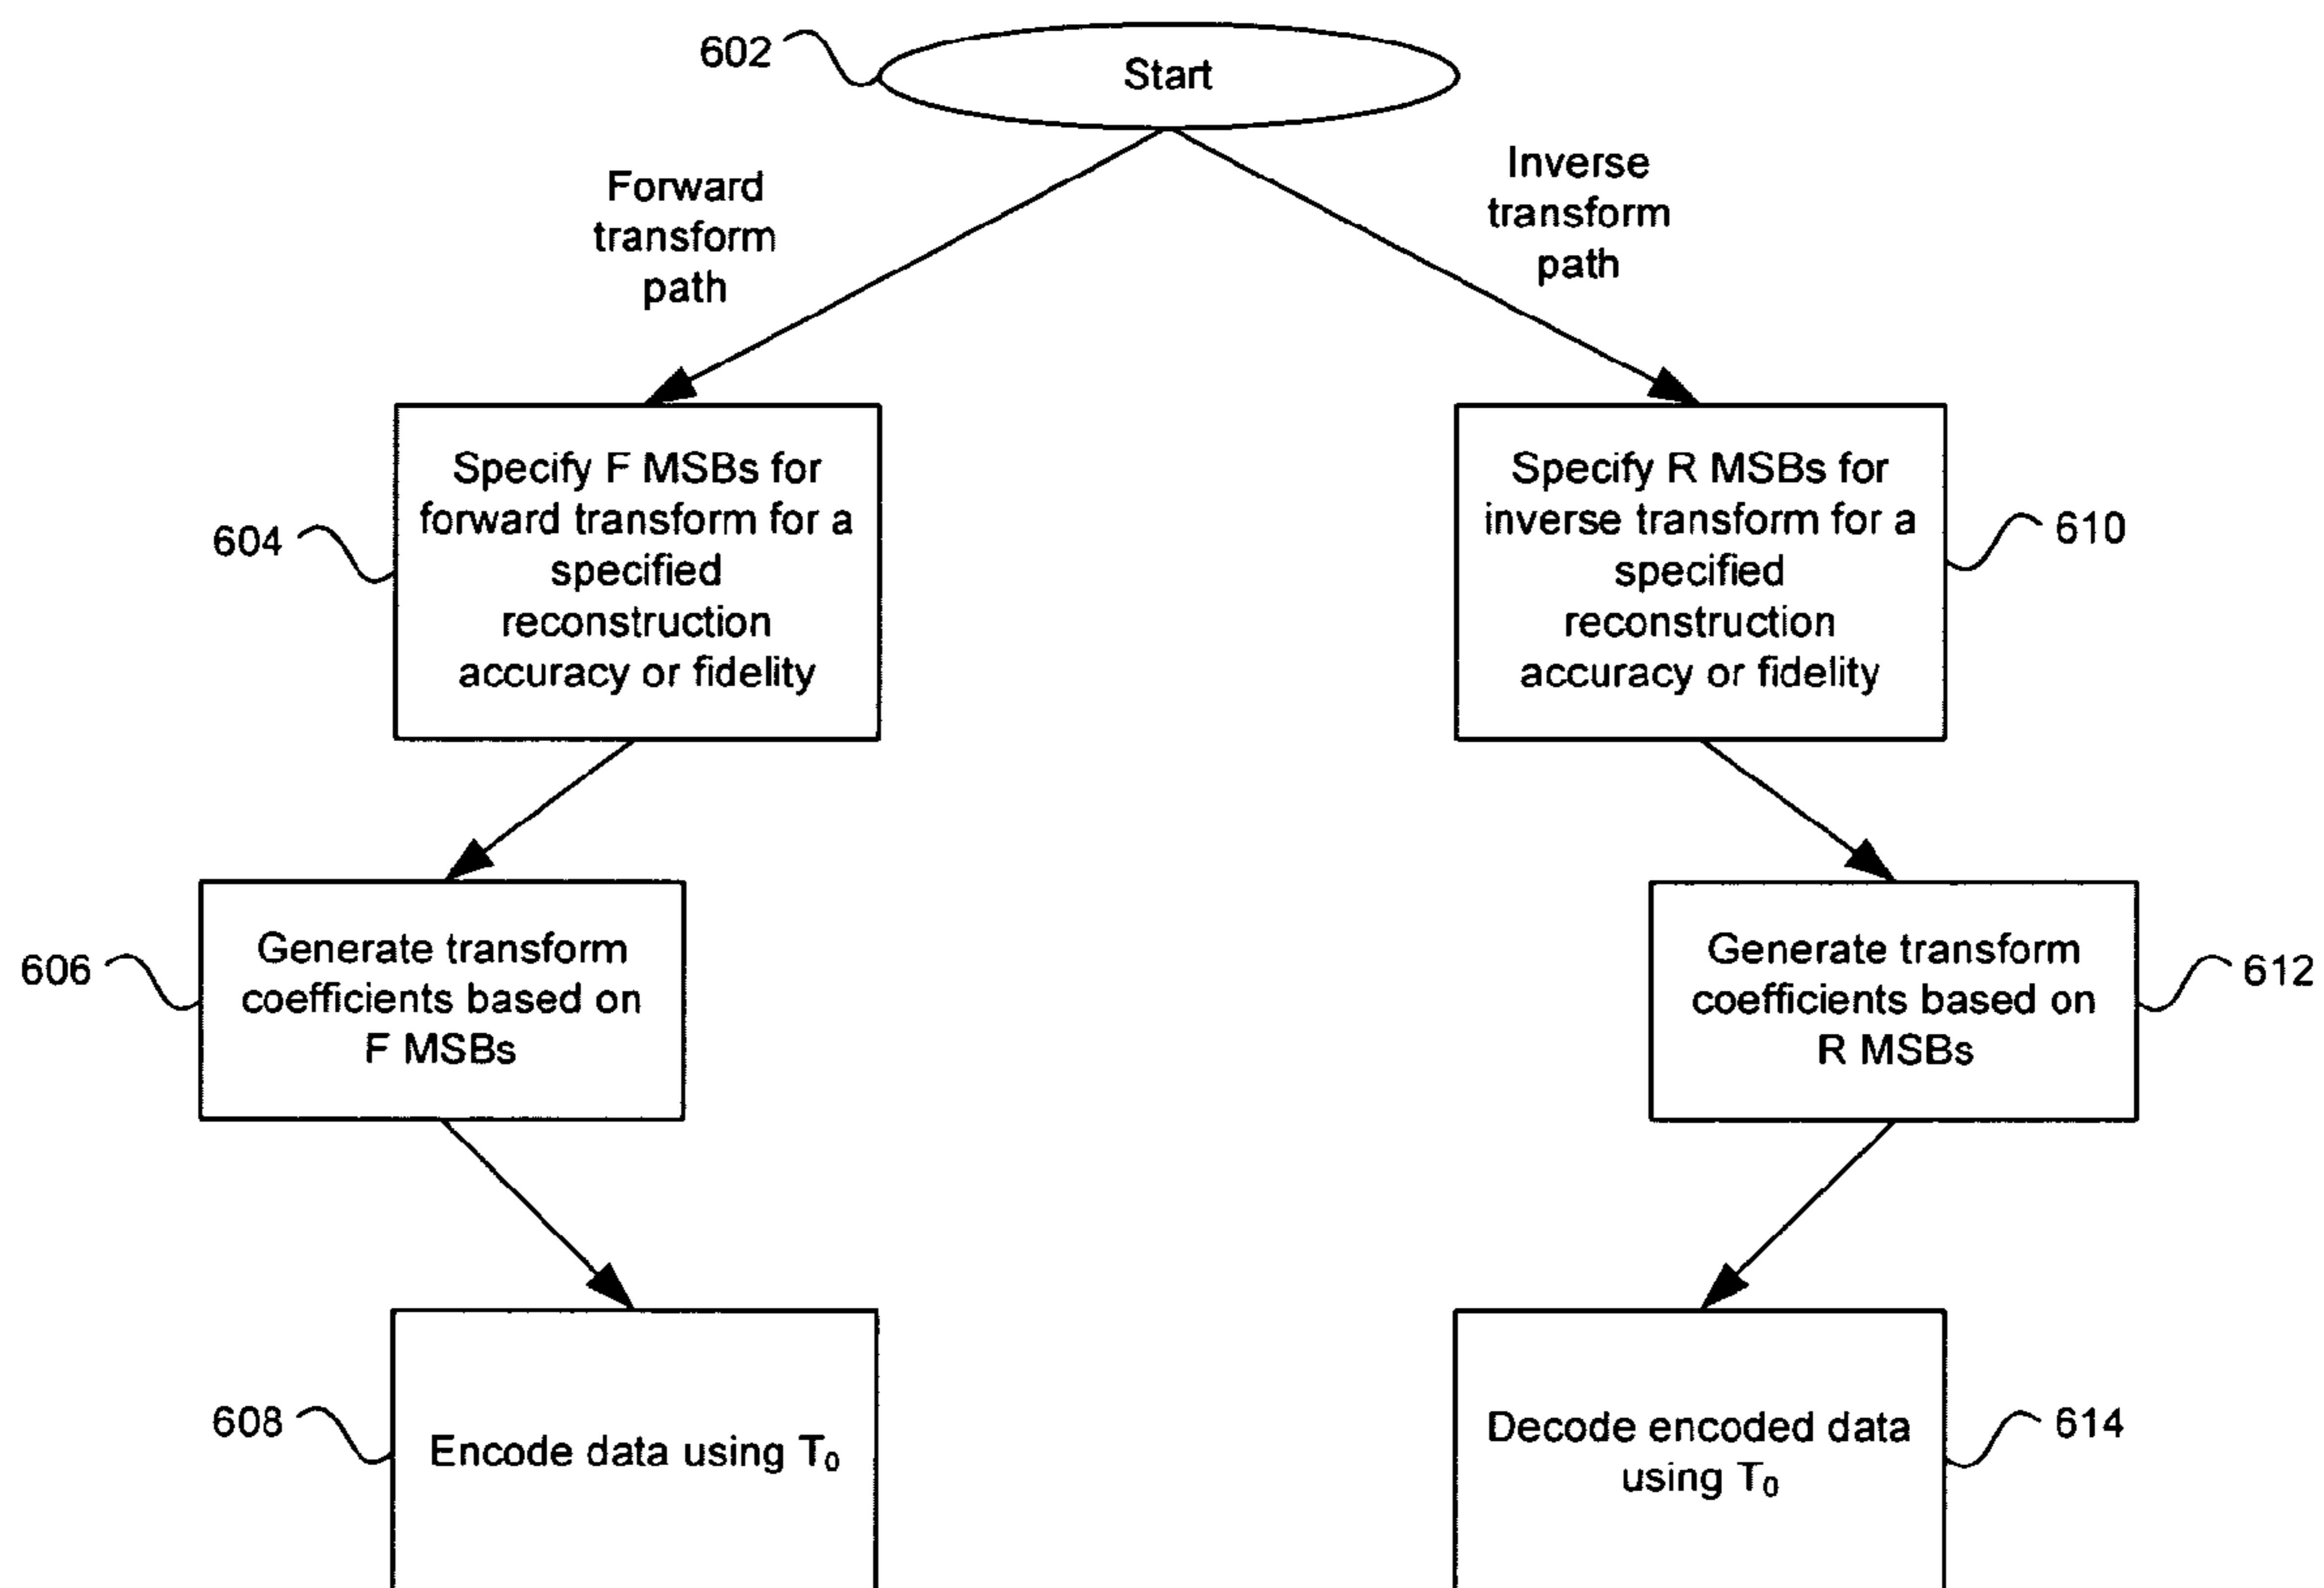 602
Start
Forward
transform
path
Inverse
transform
path
604
Specify F MSBs for
forward transform for a
specified
reconstruction
accuracy or fidelity
Specify R MSBs for
inverse transform for a
specified
reconstruction
accuracy or fidelity
610
606
Generate transform
coefficients based on
F MSBs
Generate transform
coefficients based on
R MSBs
612
608
Encode data using T₀
Decode encoded data
using T₀
614